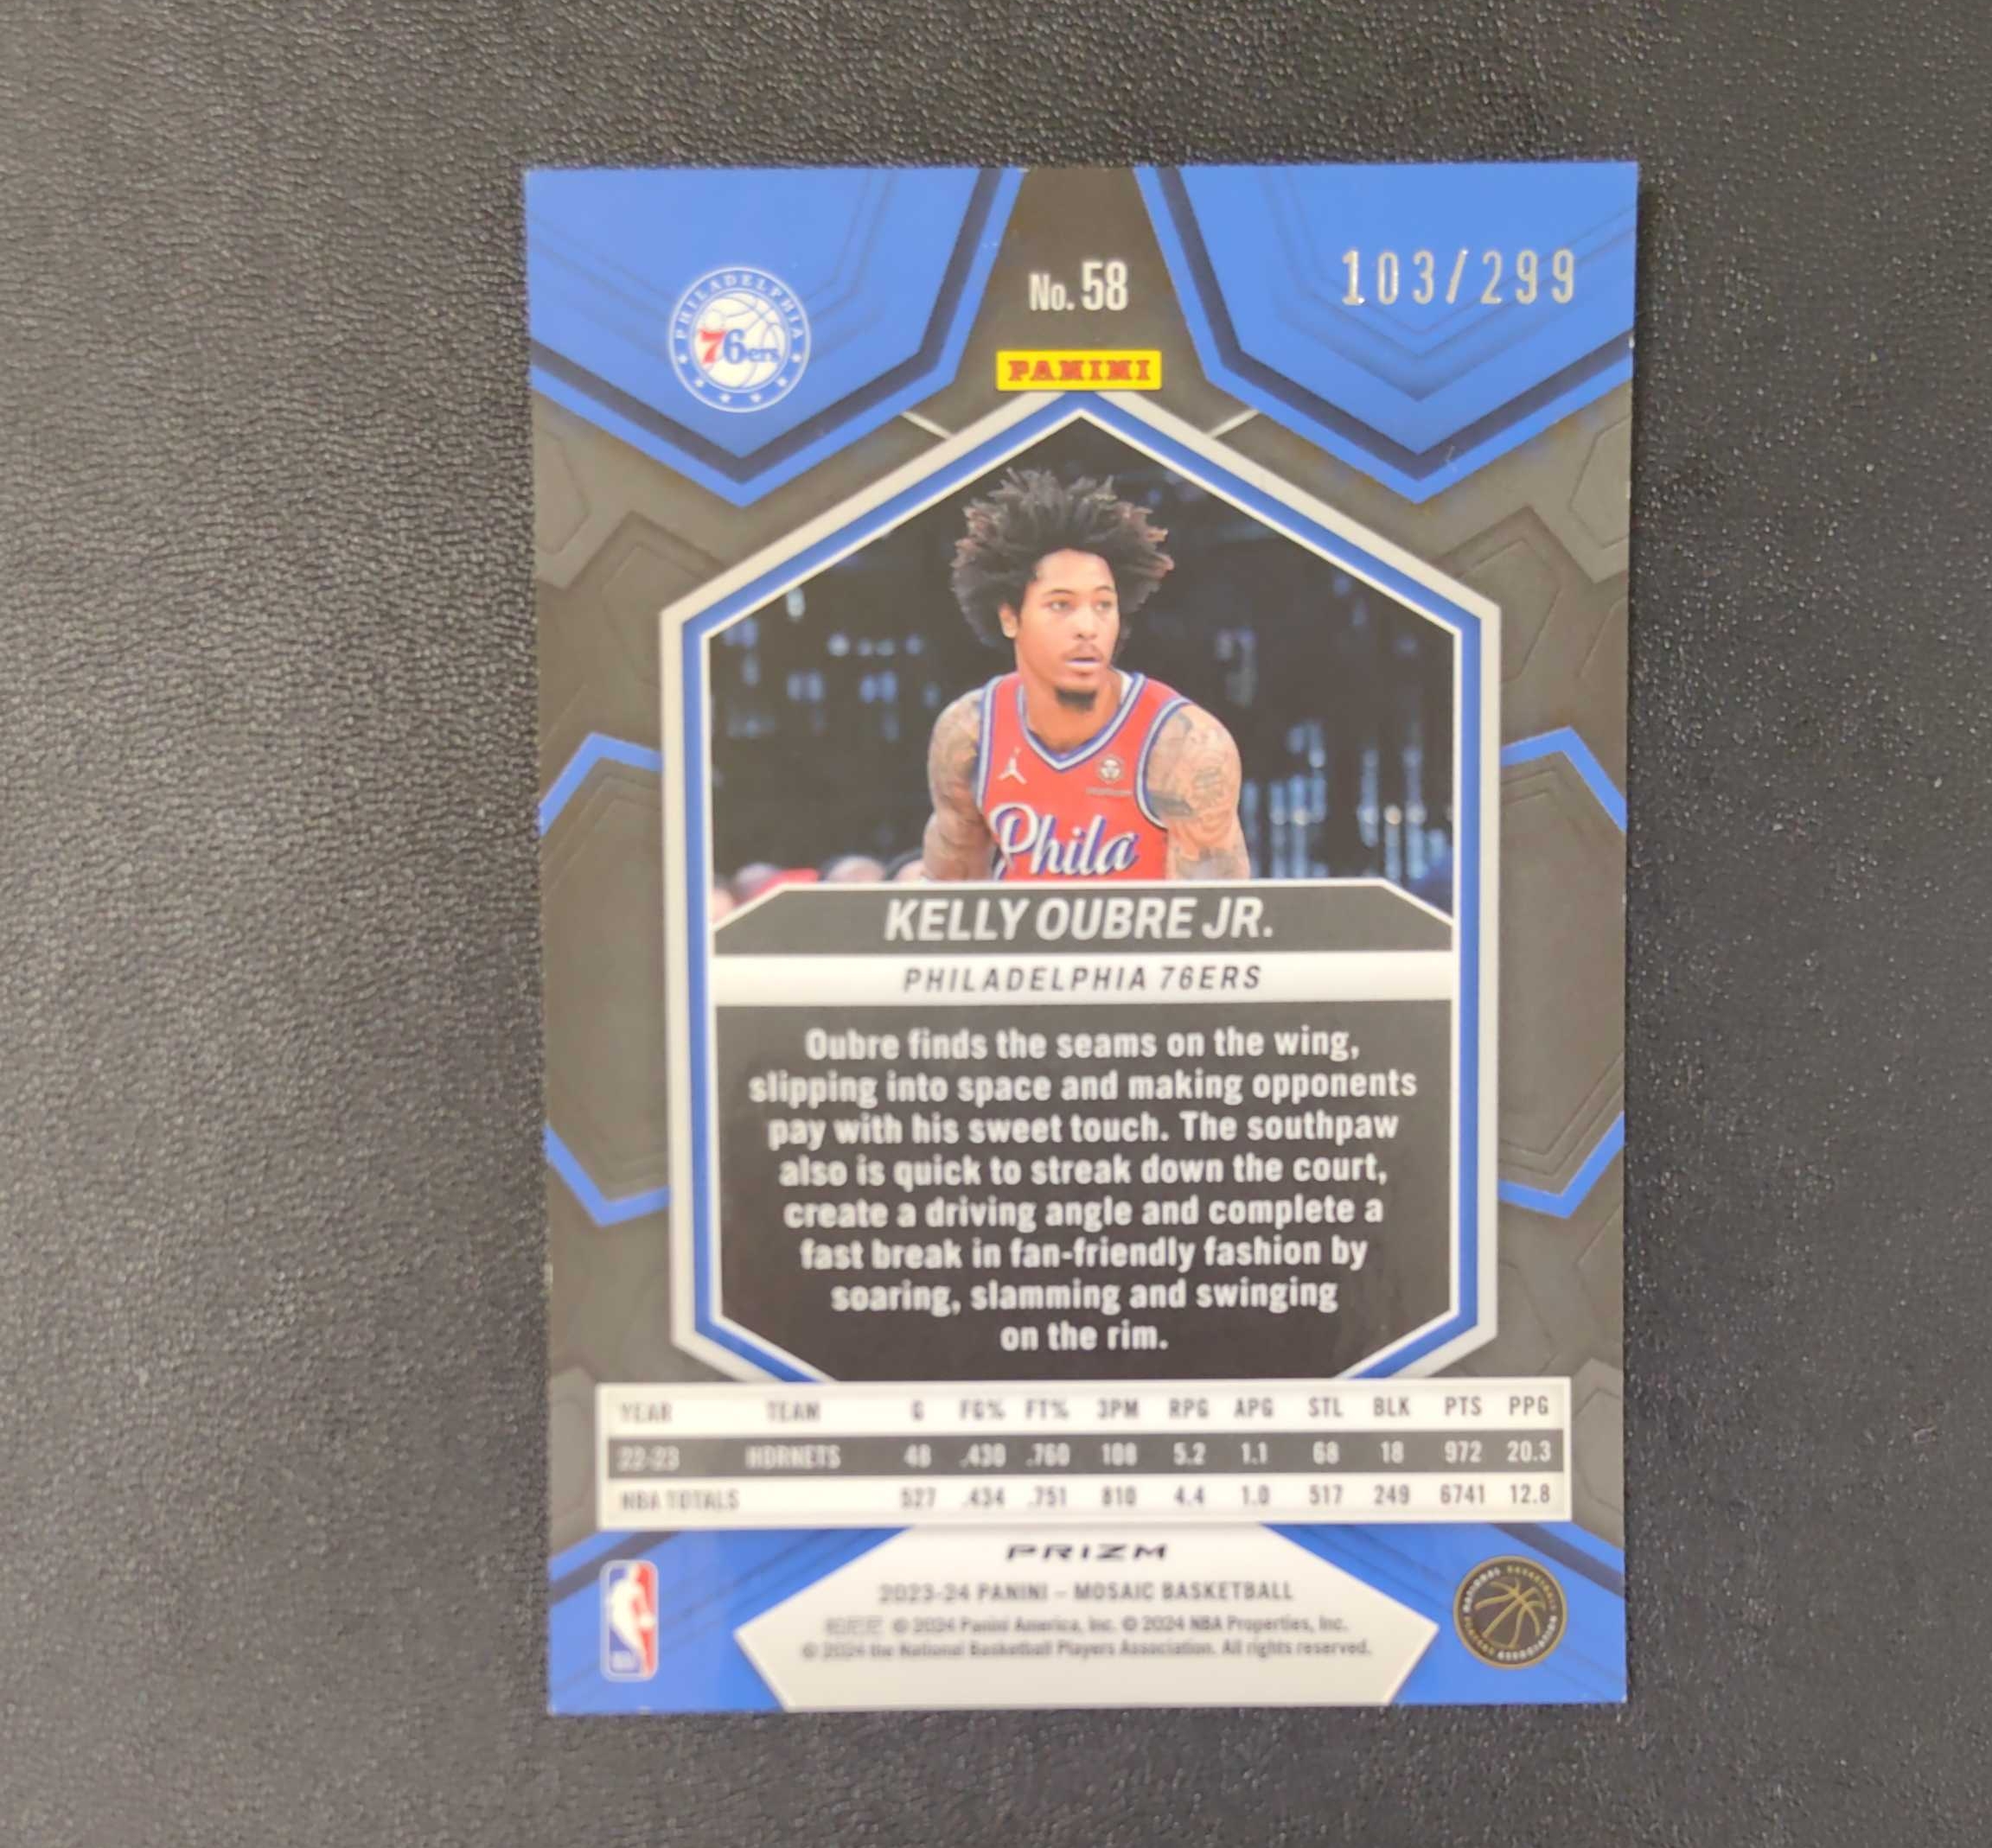 PHILADELPHIA
76ers
No. 58
103/299
PANINI
Phila
KELLY OUBRE JR.
PHILADELPHIA 76ERS
Oubre finds the seams on the wing,
slipping into space and making opponents
pay with his sweet touch. The southpaw
also is quick to streak down the court,
create a driving angle and complete a
fast break in fan-friendly fashion by
soaring, slamming and swinging
on the rim.
YEAR TEAM G FG% FT% 3PM RPG APG STL BLK PTS PPG
22-23 HORNETS 48 .430 .760 108 5.2 1.1 68 18 972 20.3
NBA TOTALS 527 .434 .751 810 4.4 1.0 517 249 6741 12.8
PRIZM
2023-24 PANINI – MOSAIC BASKETBALL
© 2024 Panini America, Inc. © 2024 NBA Properties, Inc.
© 2024 the National Basketball Players Association. All rights reserved.
NATIONAL BASKETBALL PLAYERS ASSOCIATION